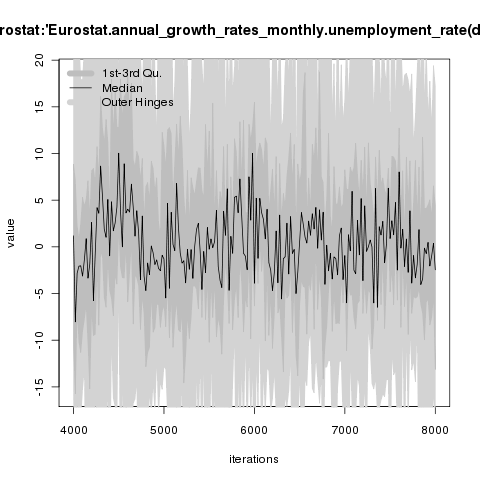 rostat:'Eurostat.annual_growth_rates_monthly.unemployment_rate(d
1st-3rd Qu.
Median
Outer Hinges
20
15
10
5
0
-5
-10
-15
value
4000 5000 6000 7000 8000
iterations